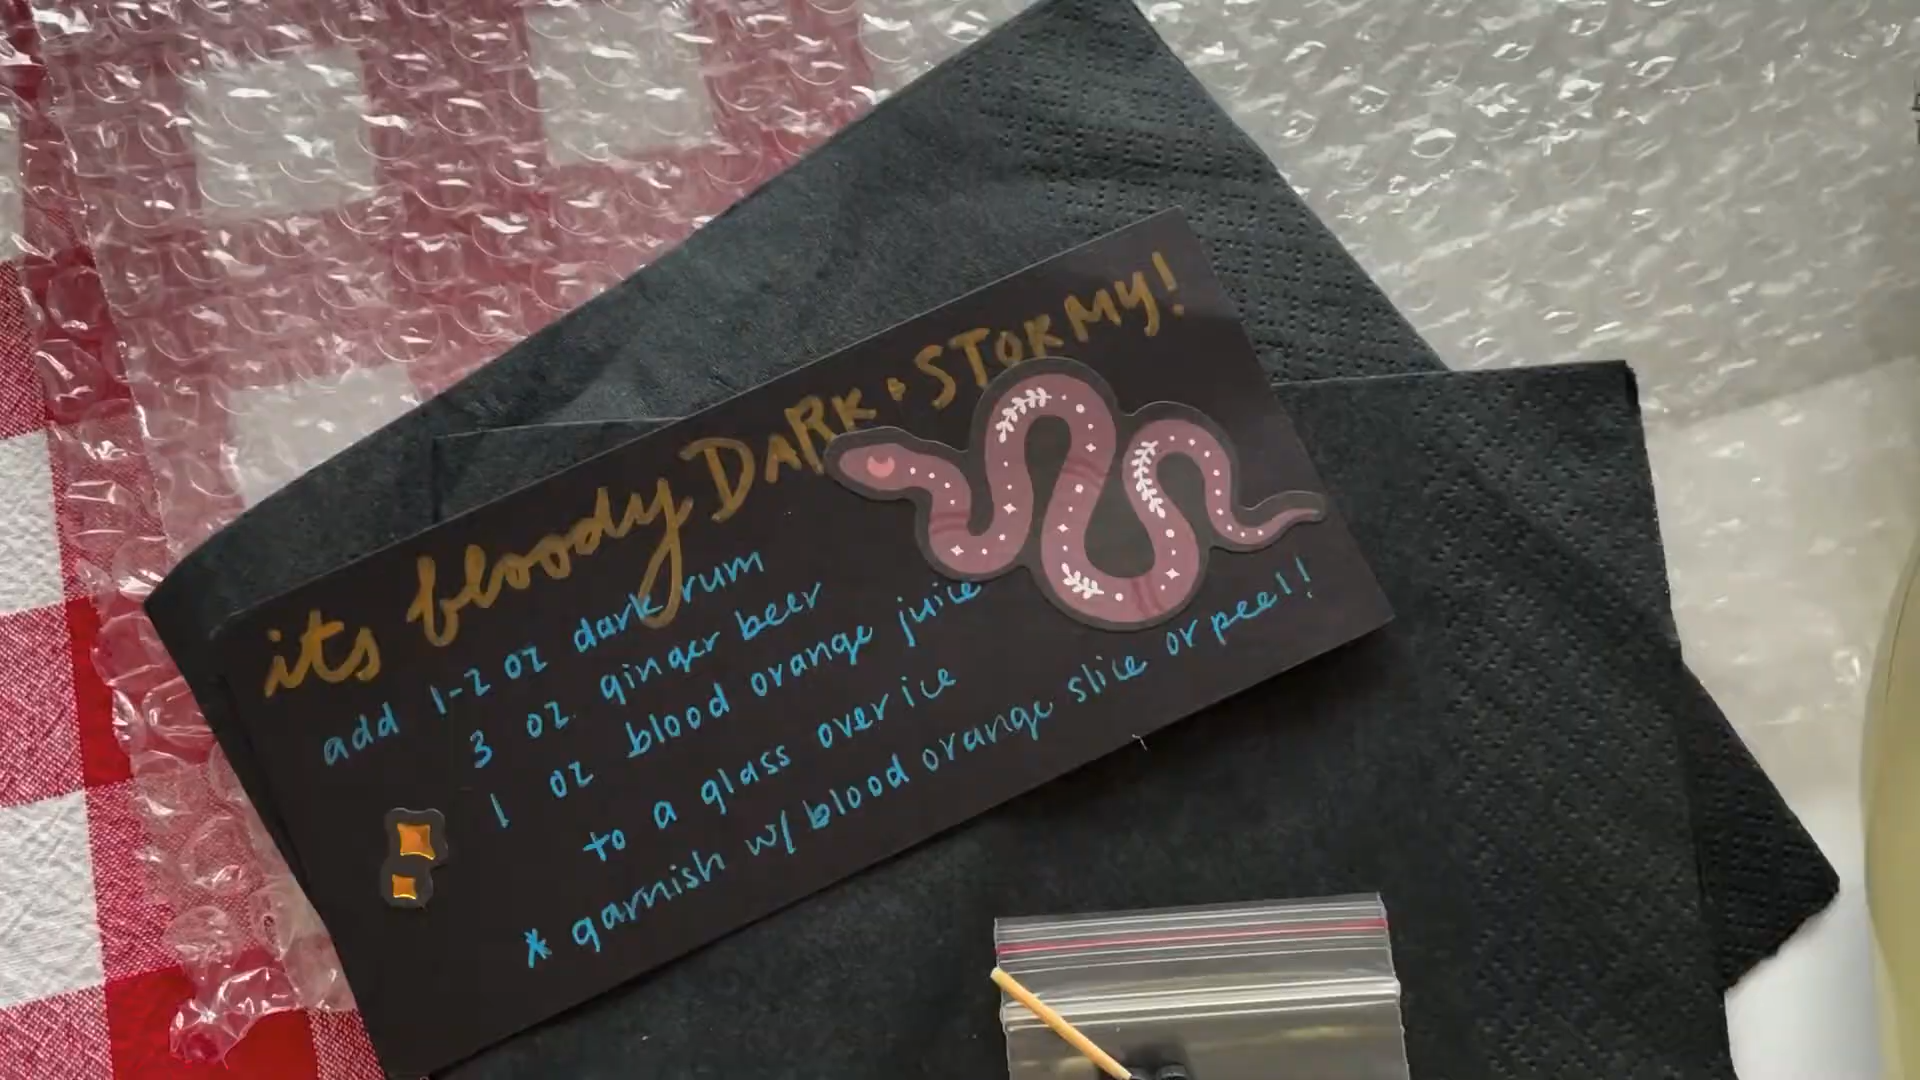 its bloody DARK & STORMY!
add 1-2 oz dark rum
3 oz. ginger beer
1 oz blood orange juice
to a glass over ice
* garnish w/ blood orange slice or peel!